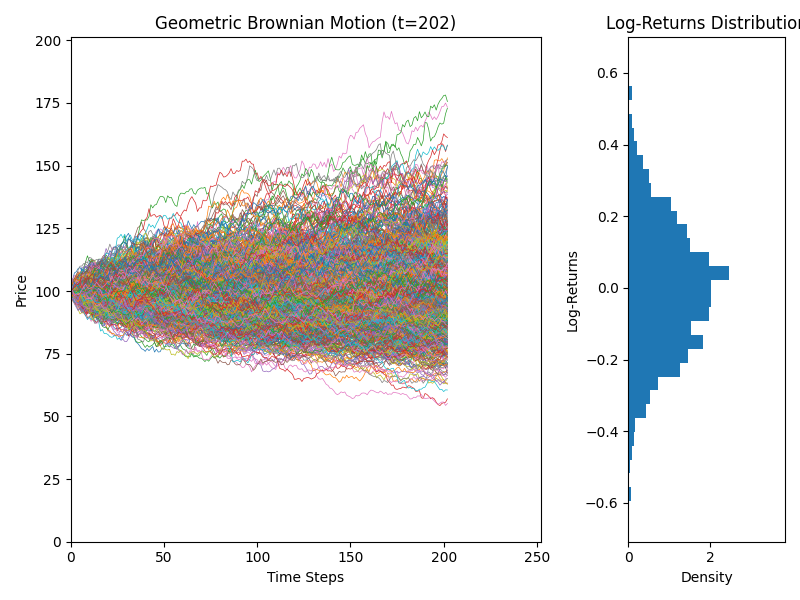 Geometric Brownian Motion (t=202)
Price
200
175
150
125
100
75
50
25
0
0 50 100 150 200 250
Time Steps
Log-Returns Distribution
Log-Returns
0.6
0.4
0.2
0.0
−0.2
−0.4
−0.6
0 2
Density